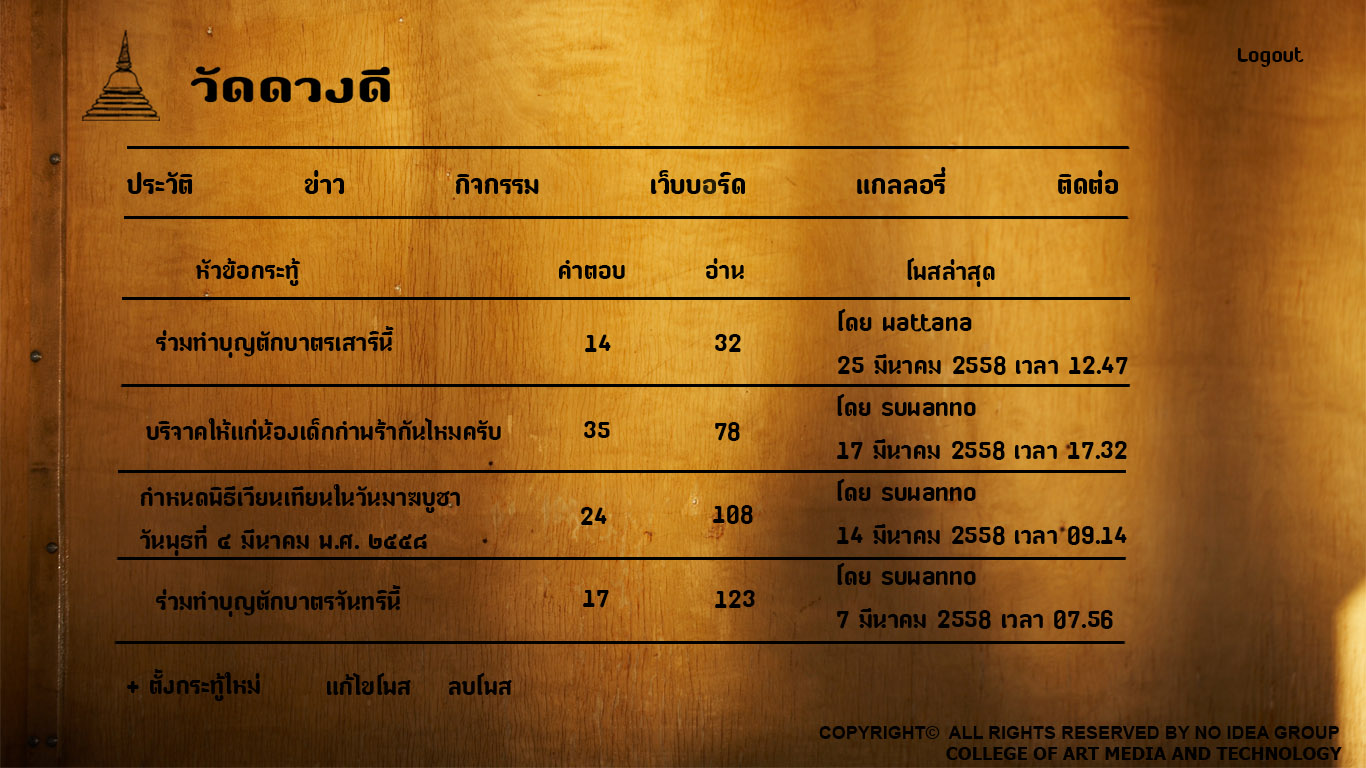 Logout
วัดดวงดี
ประวัติ ข่าว กิจกรรม เว็บบอร์ด แกลลอรี่ ติดต่อ
หัวข้อกระทู้ คำตอบ อ่าน โพสล่าสุด
ร่วมทำบุญตักบาตรเสาร์นี้ 14 32 โดย wattana
25 มีนาคม 2558 เวลา 12.47
บริจาคให้แก่น้องเด็กกำพร้ากันไหมครับ 35 78 โดย suwanno
17 มีนาคม 2558 เวลา 17.32
กำหนดพิธีเวียนเทียนในวันมาฆบูชา
วันพุธที่ ๔ มีนาคม พ.ศ. ๒๕๕๘ 24 108 โดย suwanno
14 มีนาคม 2558 เวลา 09.14
ร่วมทำบุญตักบาตรจันทร์นี้ 17 123 โดย suwanno
7 มีนาคม 2558 เวลา 07.56
+ ตั้งกระทู้ใหม่ แก้ไขโพส ลบโพส
COPYRIGHT© ALL RIGHTS RESERVED BY NO IDEA GROUP
COLLEGE OF ART MEDIA AND TECHNOLOGY